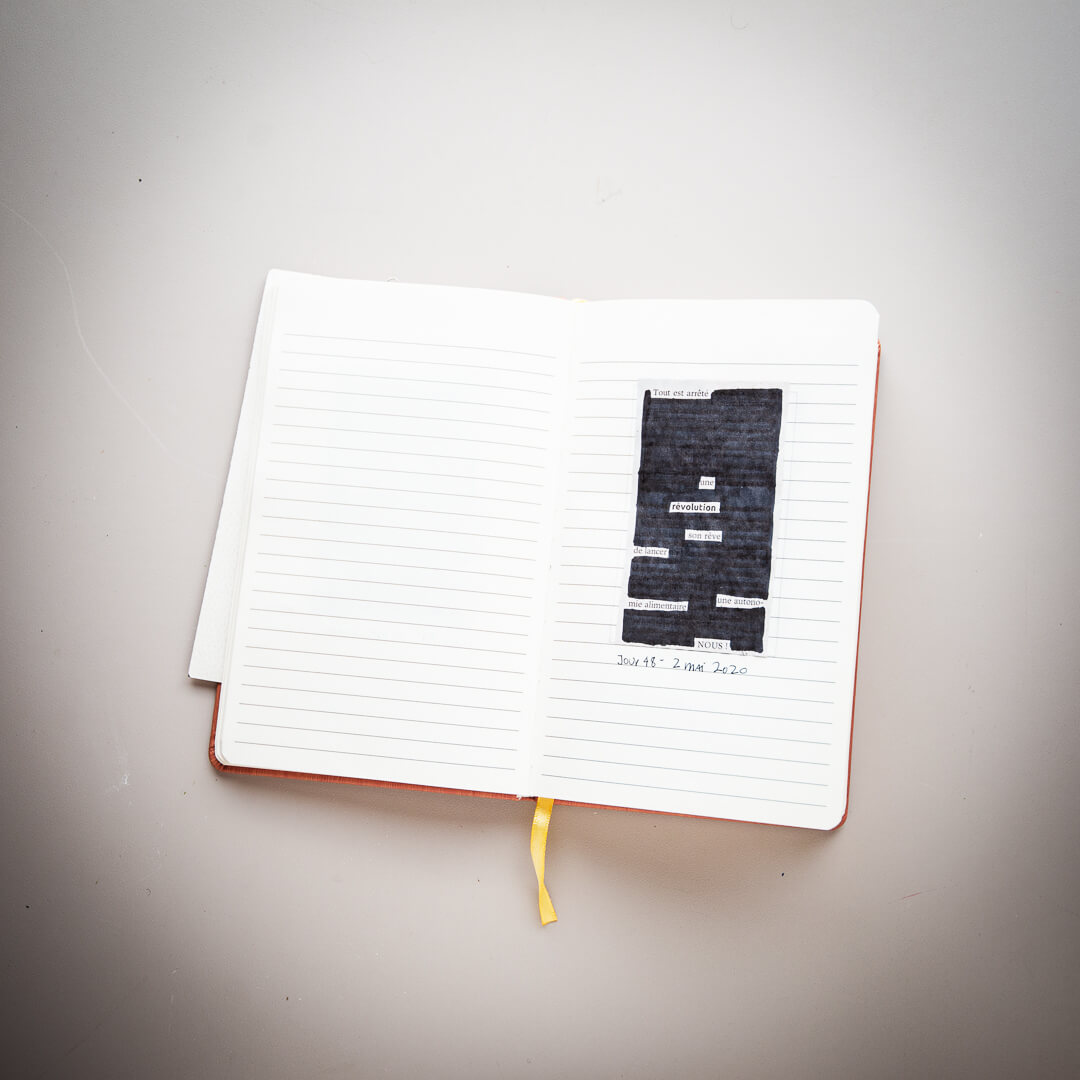 Tout est arrêté
une
révolution
son rêve
de lancer
une autono-
mie alimentaire
NOUS !
Jour 48 - 2 mai 2020